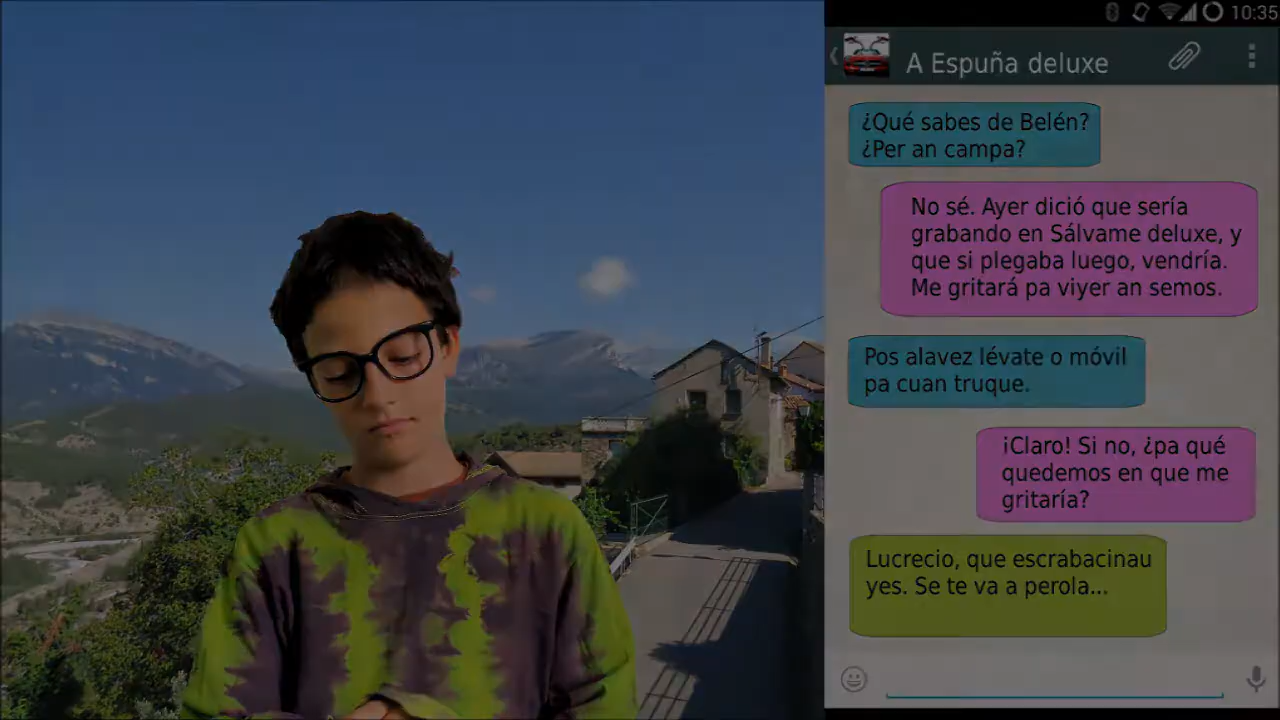 10:35
A Espuña deluxe
¿Qué sabes de Belén?
¿Per an campa?
No sé. Ayer dició que sería
grabando en Sálvame deluxe, y
que si plegaba luego, vendría.
Me gritará pa viyer an semos.
Pos alavez lévate o móvil
pa cuan truque.
¡Claro! Si no, ¿pa qué
quedemos en que me
gritaría?
Lucrecio, que escrabacinau
yes. Se te va a perola...